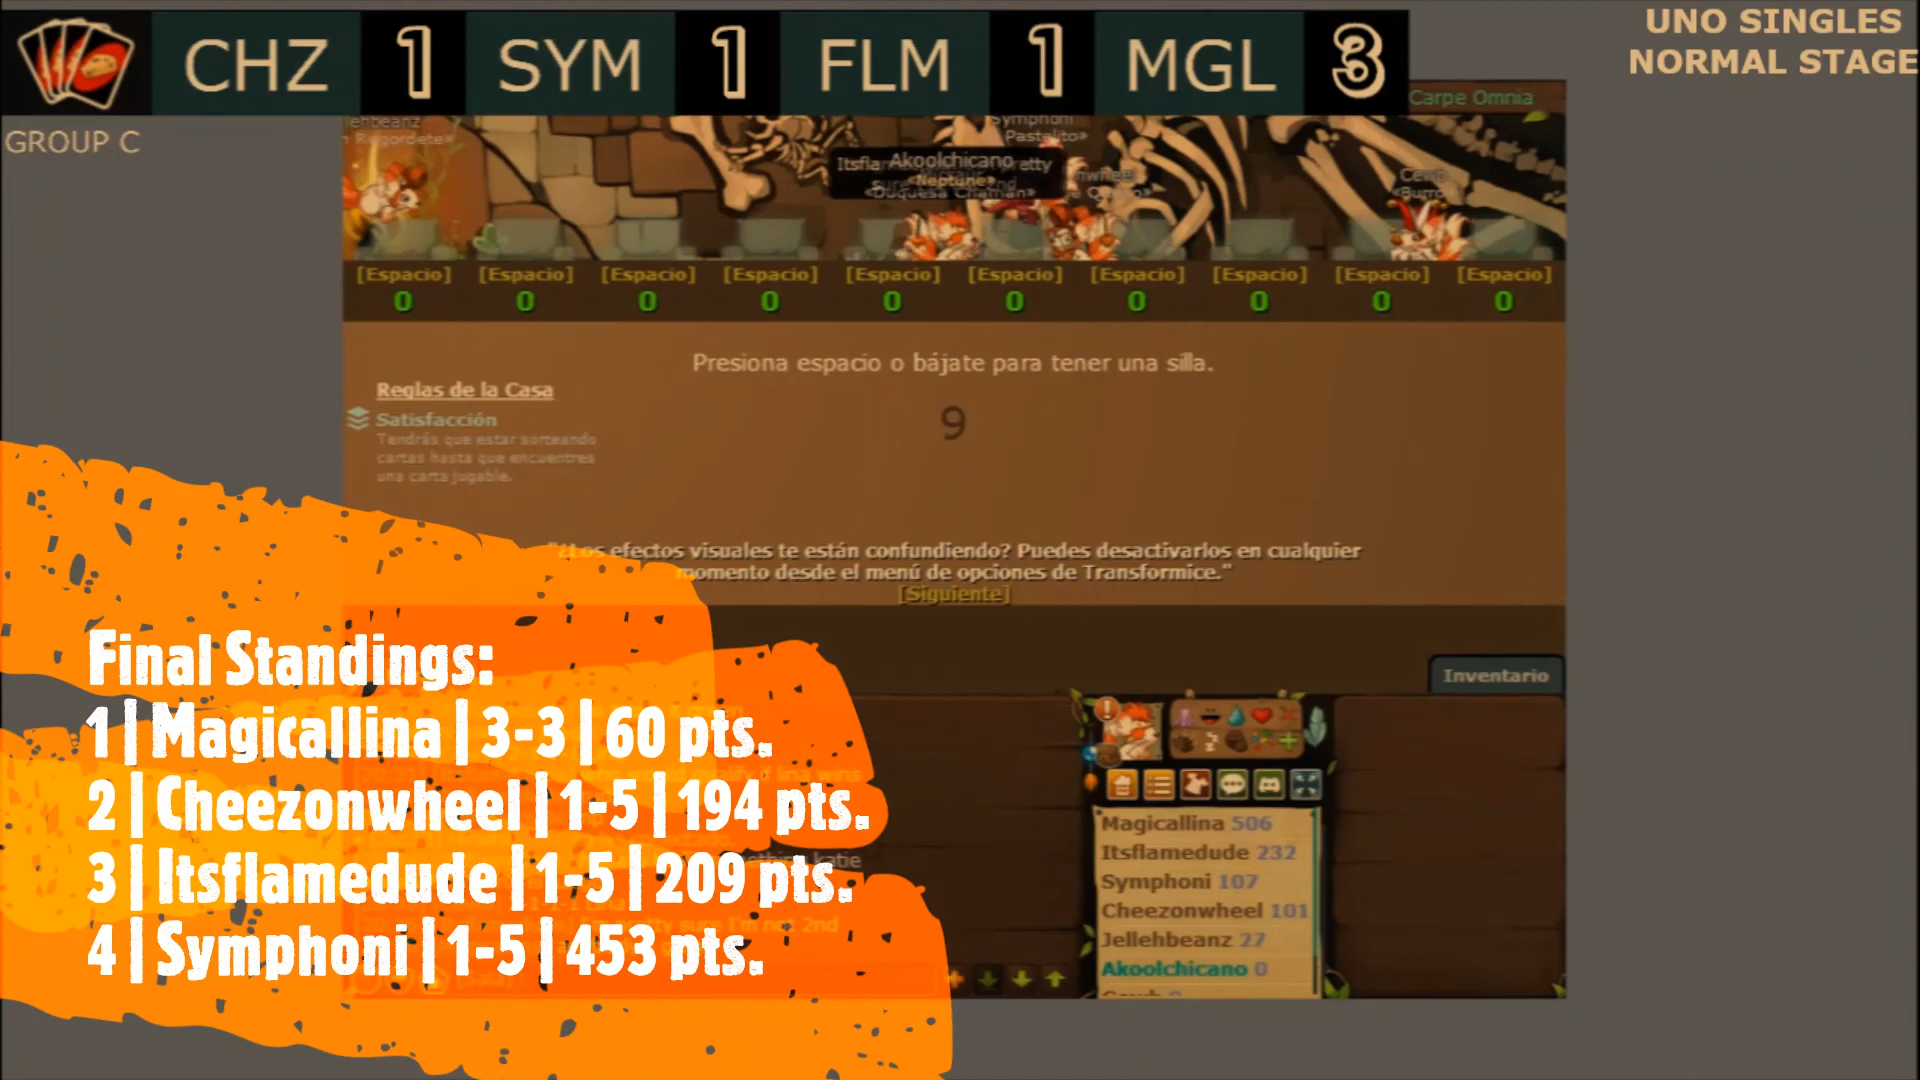 CHZ 1 SYM 1 FLM 1 MGL 3
UNO SINGLES
NORMAL STAGE
GROUP C
Carpe Omnia
Symphoni
Pastelito»
Akoolchicano
«Neptune»
«Duquesa Chamán»
[Espacio] [Espacio] [Espacio] [Espacio] [Espacio] [Espacio] [Espacio] [Espacio] [Espacio] [Espacio]
0 0 0 0 0 0 0 0 0 0
Presiona espacio o bájate para tener una silla.
9
Reglas de la Casa
Satisfacción
Tendrás que estar sorteando
cartas hasta que encuentres
una carta jugable.
"¿Los efectos visuales te están confundiendo? Puedes desactivarlos en cualquier
momento desde el menú de opciones de Transformice."
[Siguiente]
Inventario
Final Standings:
1 | Magicallina | 3-3 | 60 pts.
2 | Cheezonwheel | 1-5 | 194 pts.
3 | Itsflamedude | 1-5 | 209 pts.
4 | Symphoni | 1-5 | 453 pts.
Magicallina 506
Itsflamedude 232
Symphoni 107
Cheezonwheel 101
Jellehbeanz 27
Akoolchicano 0